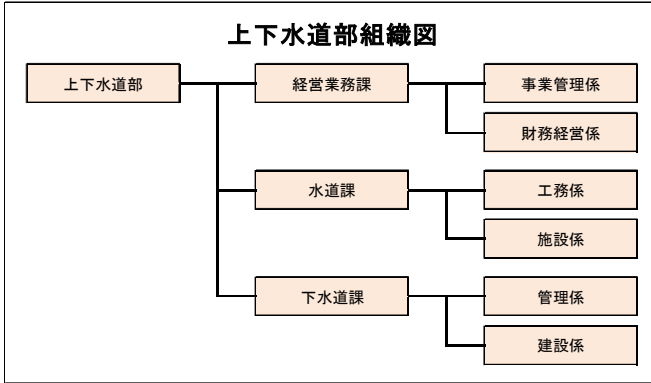 上下水道部組織図
上下水道部
経営業務課
事業管理係
財務経営係
水道課
工務係
施設係
下水道課
管理係
建設係